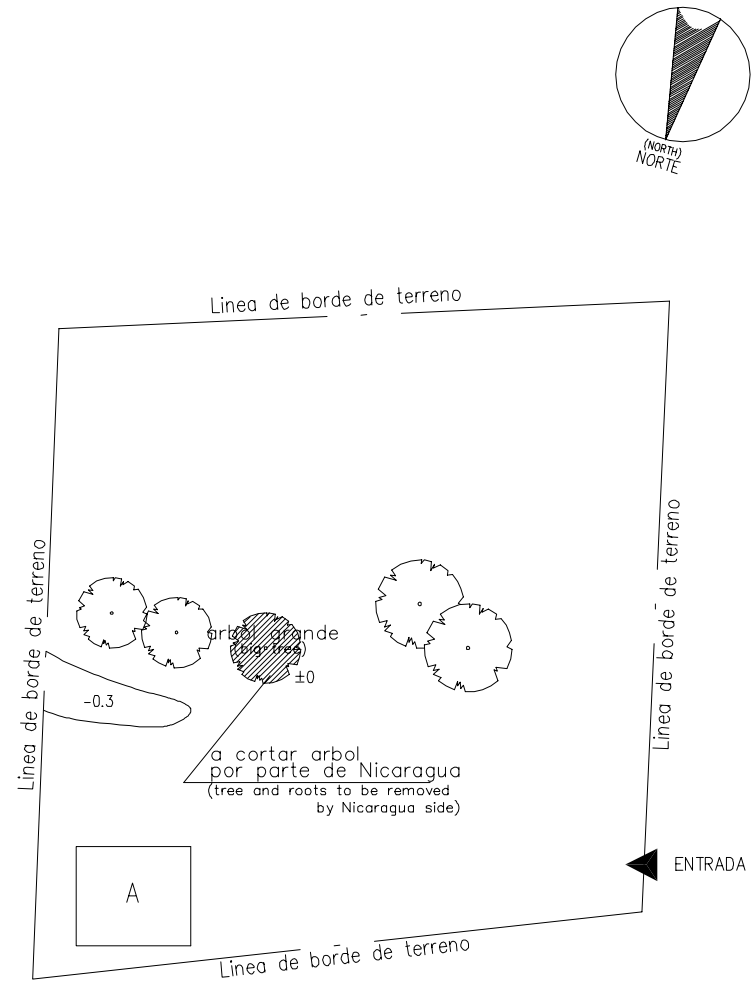 (NORTH)
NORTE
Linea de borde de terreno
Linea de borde de terreno
Linea de borde de terreno
arbol grande
(big tree)
±0
-0.3
a cortar arbol
por parte de Nicaragua
(tree and roots to be removed
by Nicaragua side)
ENTRADA
A
Linea de borde de terreno